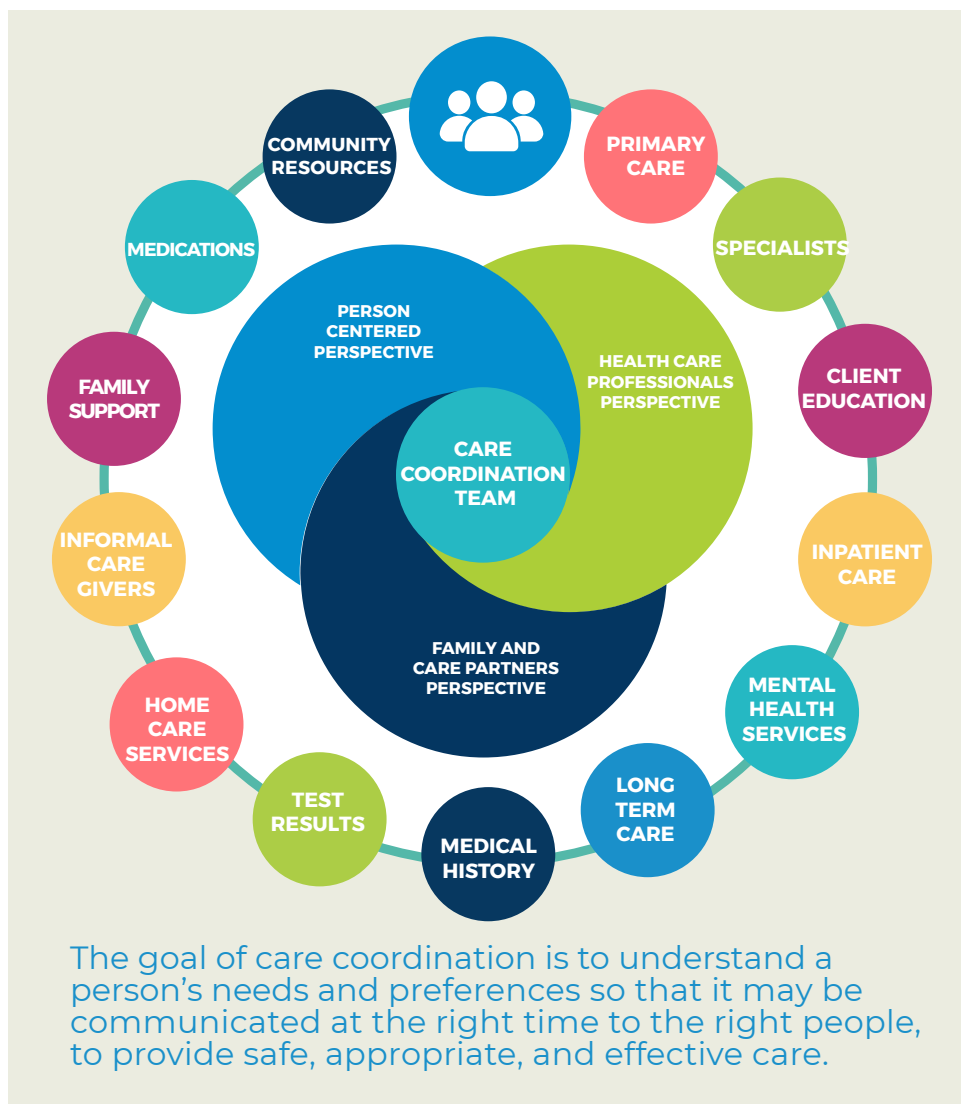 COMMUNITY
RESOURCES
PRIMARY
CARE
MEDICATIONS
SPECIALISTS
PERSON
CENTERED
PERSPECTIVE
HEALTH CARE
PROFESSIONALS
PERSPECTIVE
FAMILY
SUPPORT
CLIENT
EDUCATION
CARE
COORDINATION
TEAM
INFORMAL
CARE
GIVERS
INPATIENT
CARE
FAMILY AND
CARE PARTNERS
PERSPECTIVE
HOME
CARE
SERVICES
MENTAL
HEALTH
SERVICES
TEST
RESULTS
LONG
TERM
CARE
MEDICAL
HISTORY
The goal of care coordination is to understand a
person’s needs and preferences so that it may be
communicated at the right time to the right people,
to provide safe, appropriate, and effective care.